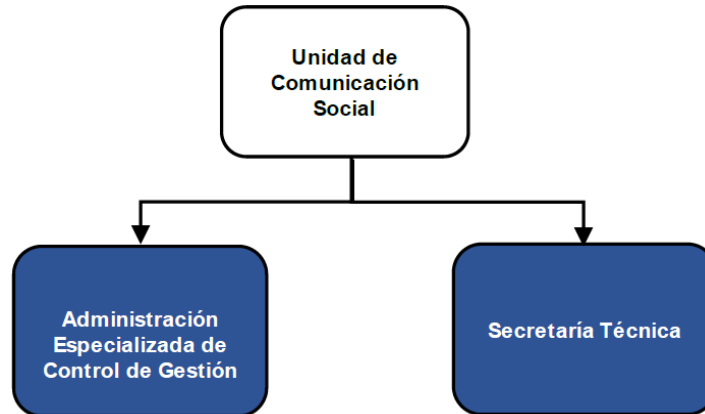 Unidad de
Comunicación
Social
Administración
Especializada de
Control de Gestión
Secretaría Técnica